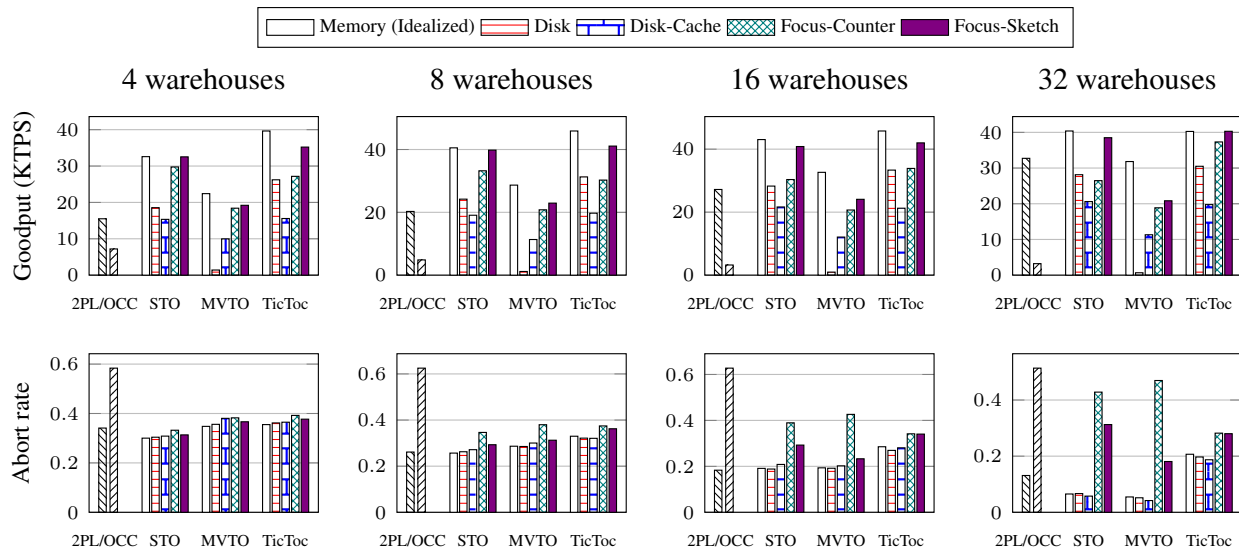 Memory (Idealized) Disk Disk-Cache Focus-Counter Focus-Sketch
4 warehouses 8 warehouses 16 warehouses 32 warehouses
Goodput (KTPS)
40
30
20
10
0
2PL/OCC STO MVTO TicToc
40
20
0
2PL/OCC STO MVTO TicToc
40
20
0
2PL/OCC STO MVTO TicToc
40
30
20
10
0
2PL/OCC STO MVTO TicToc
Abort rate
0.6
0.4
0.2
0
2PL/OCC STO MVTO TicToc
0.6
0.4
0.2
0
2PL/OCC STO MVTO TicToc
0.6
0.4
0.2
0
2PL/OCC STO MVTO TicToc
0.4
0.2
0
2PL/OCC STO MVTO TicToc